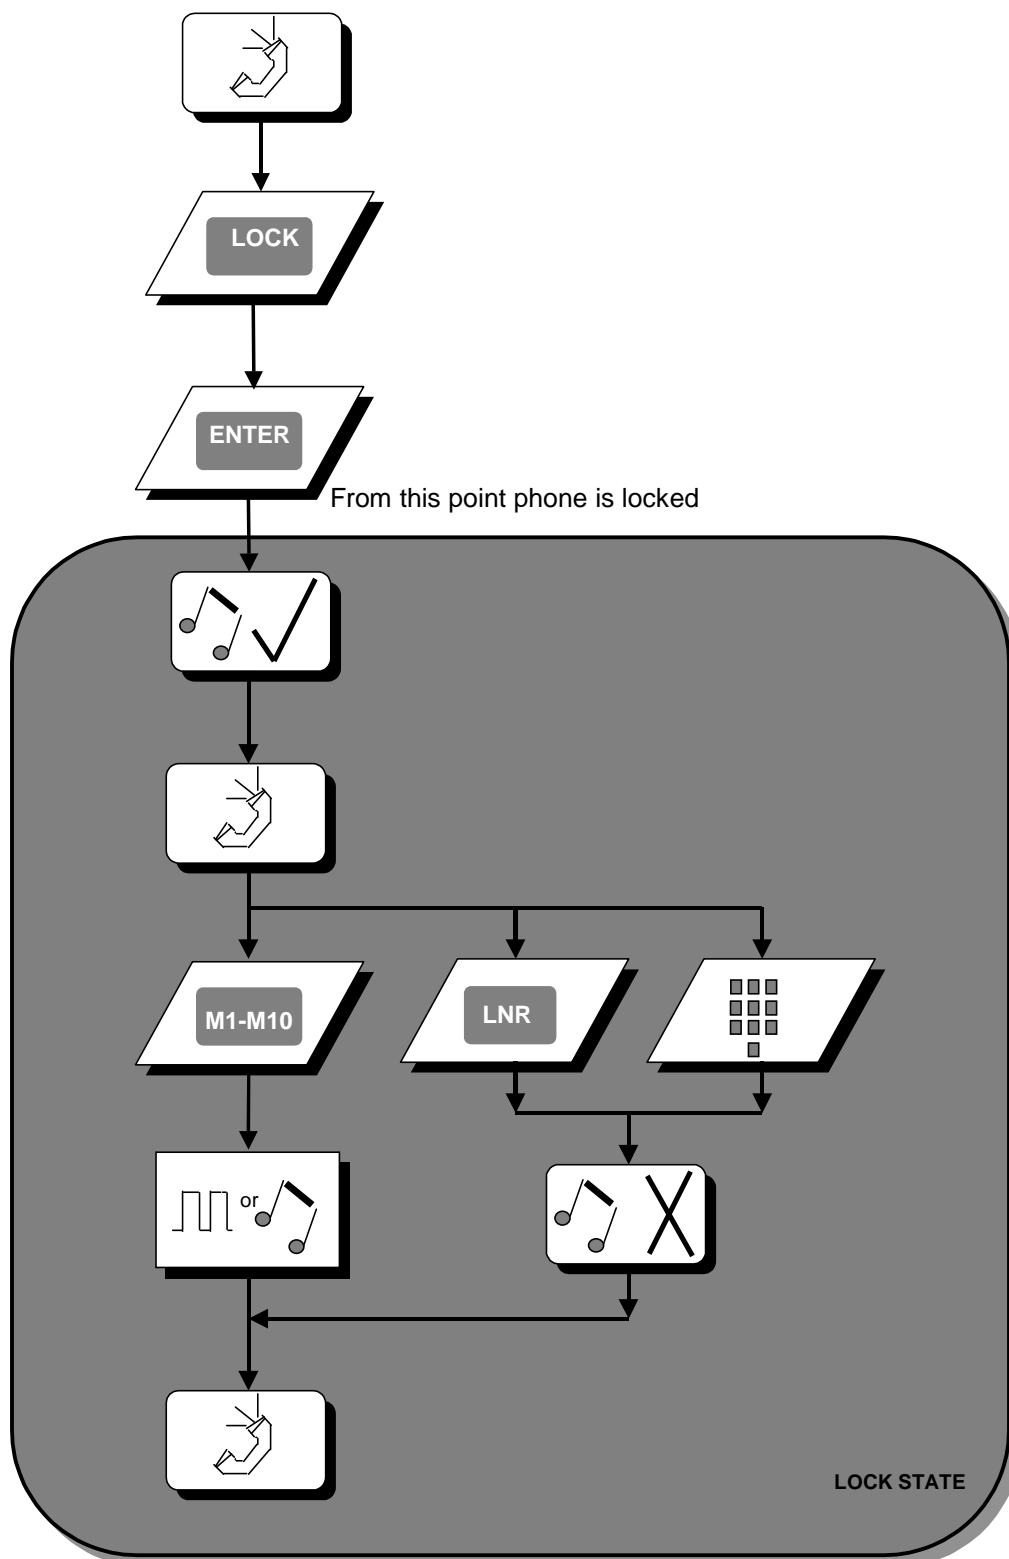 LOCK
ENTER
From this point phone is locked
M1-M10
LNR
or
LOCK STATE